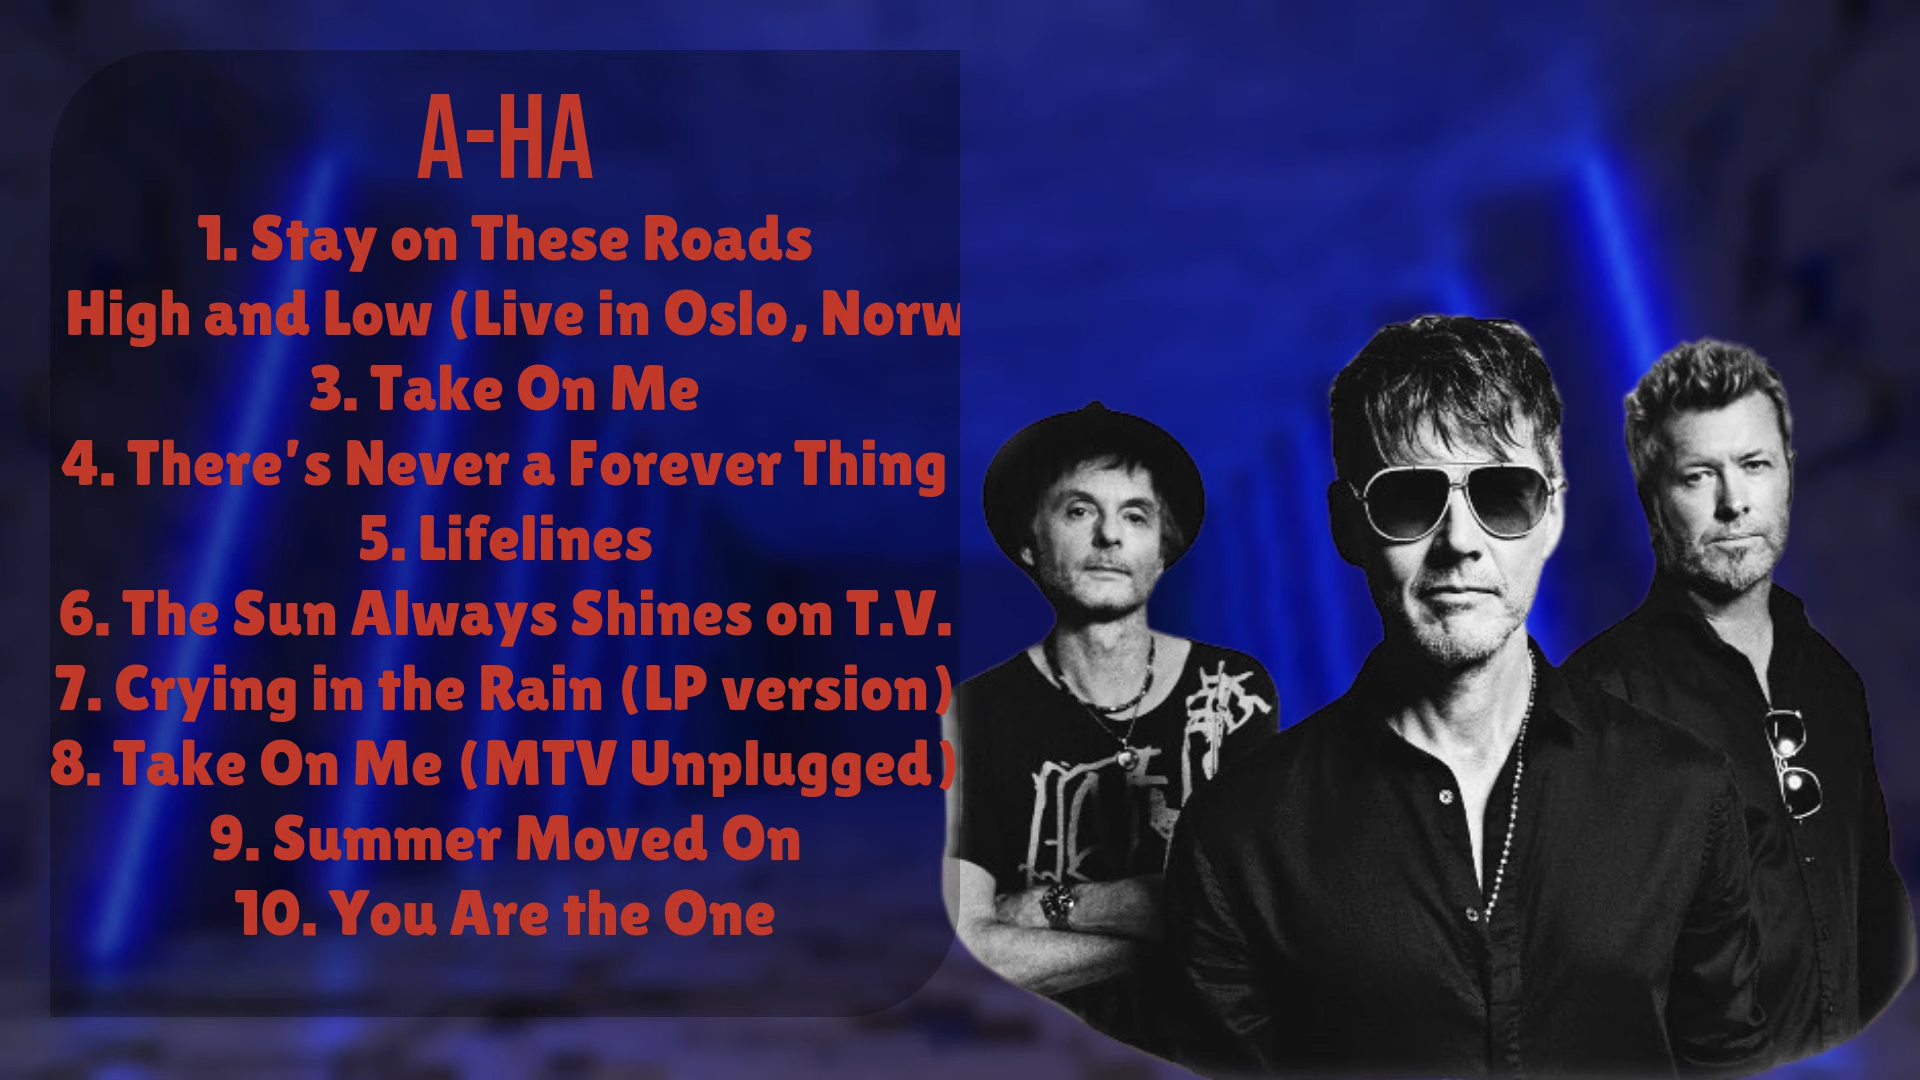 A-HA
1. Stay on These Roads
High and Low (Live in Oslo, Norw
3. Take On Me
4. There's Never a Forever Thing
5. Lifelines
6. The Sun Always Shines on T.V.
7. Crying in the Rain (LP version)
8. Take On Me (MTV Unplugged)
9. Summer Moved On
10. You Are the One